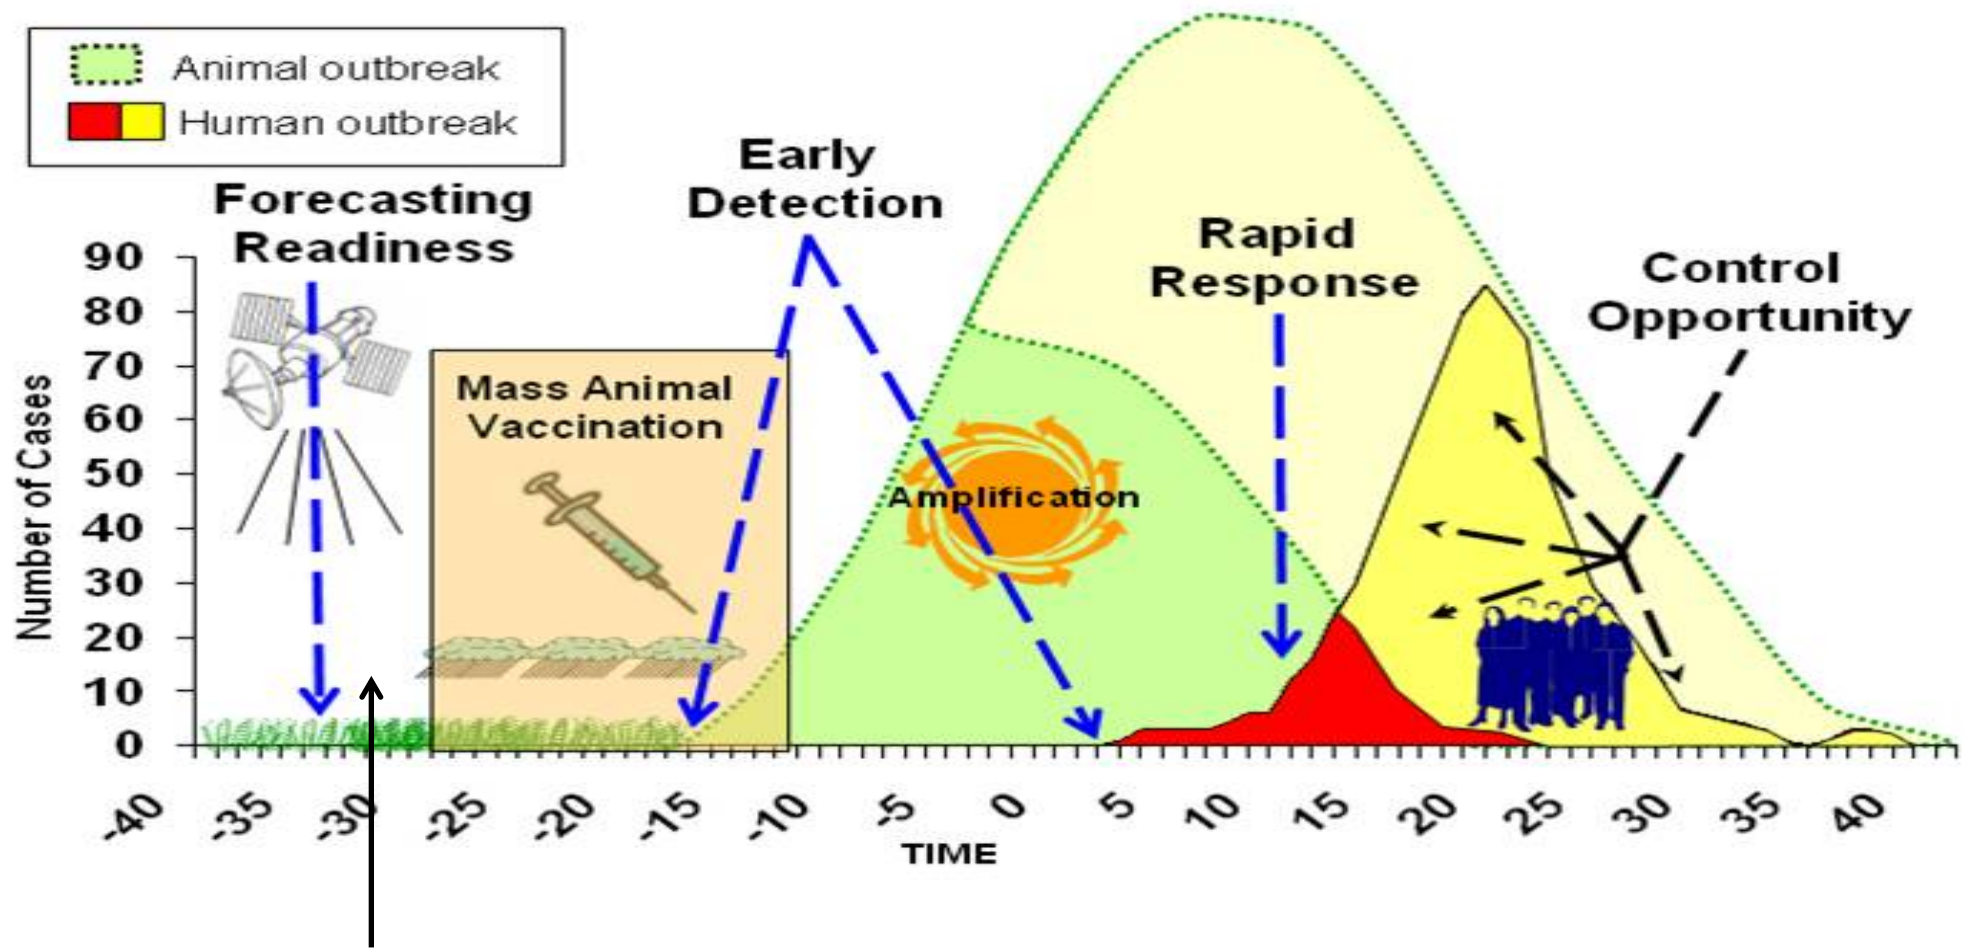 Animal outbreak
Human outbreak
Forecasting
Readiness
Early
Detection
Rapid
Response
Control
Opportunity
Mass Animal
Vaccination
Amplification
Number of Cases
90
80
70
60
50
40
30
20
10
0
-40
-35
-30
-25
-20
-15
-10
-5
0
5
10
15
20
25
30
35
40
TIME